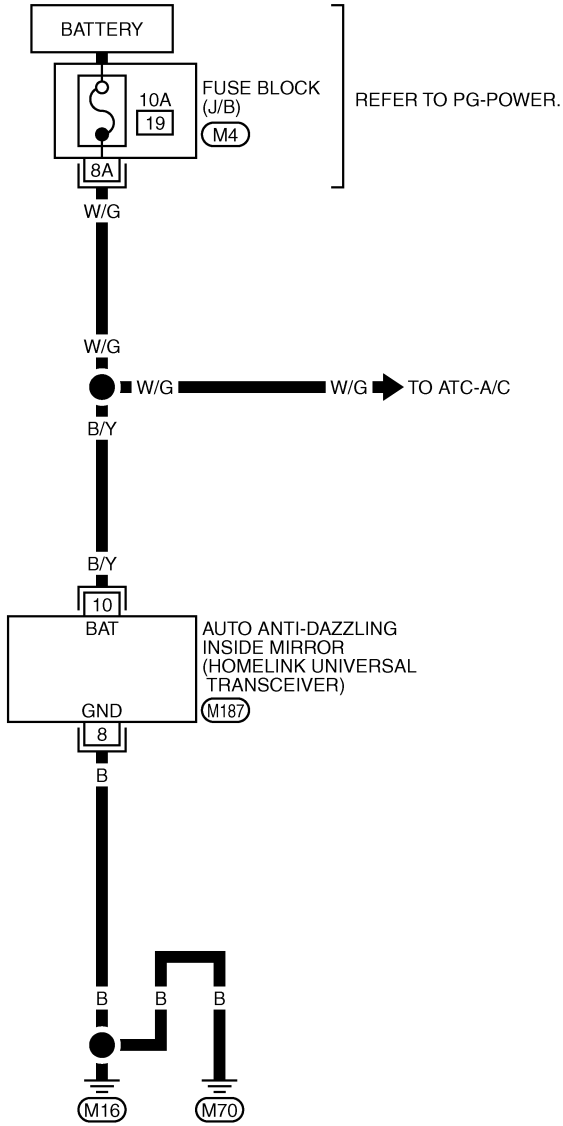 BATTERY
FUSE BLOCK
(J/B)
10A
19
M4
REFER TO PG-POWER.
8A
W/G
W/G
W/G
W/G
TO ATC-A/C
B/Y
B/Y
10
BAT
AUTO ANTI-DAZZLING
INSIDE MIRROR
(HOMELINK UNIVERSAL
TRANSCEIVER)
M187
GND
8
B
B
B
B
M16
M70